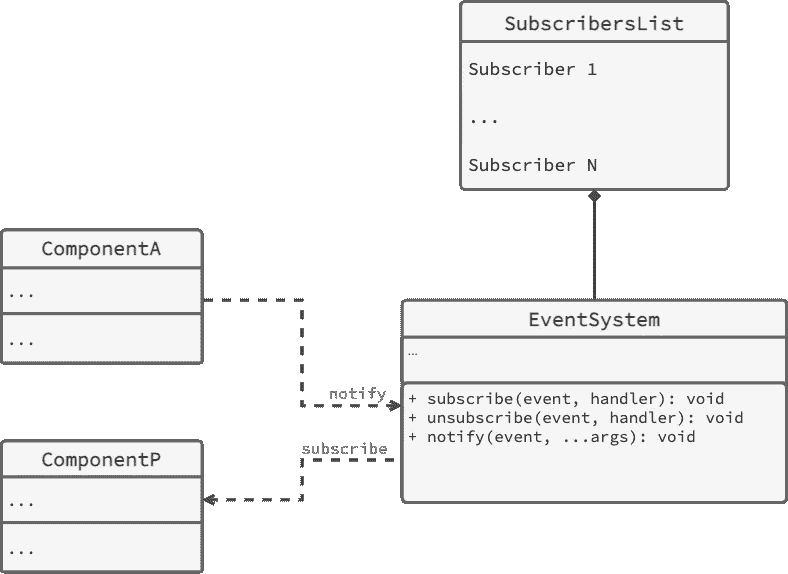 SubscribersList
Subscriber 1
...
Subscriber N
ComponentA
...
...
notify
EventSystem
...
+ subscribe(event, handler): void
+ unsubscribe(event, handler): void
+ notify(event, ...args): void
subscribe
ComponentP
...
...